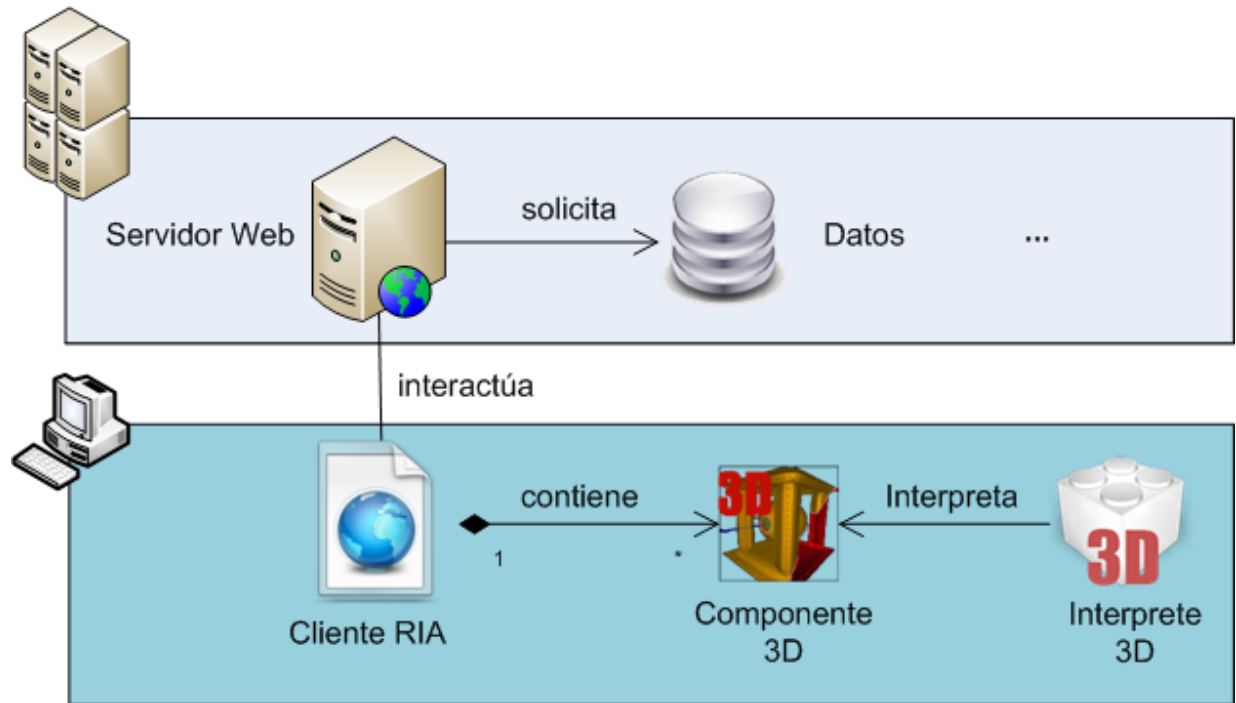 solicita
Servidor Web
Datos
...
interactúa
3D
contiene
Interpreta
1
*
3D
Cliente RIA
Componente
3D
Interprete
3D